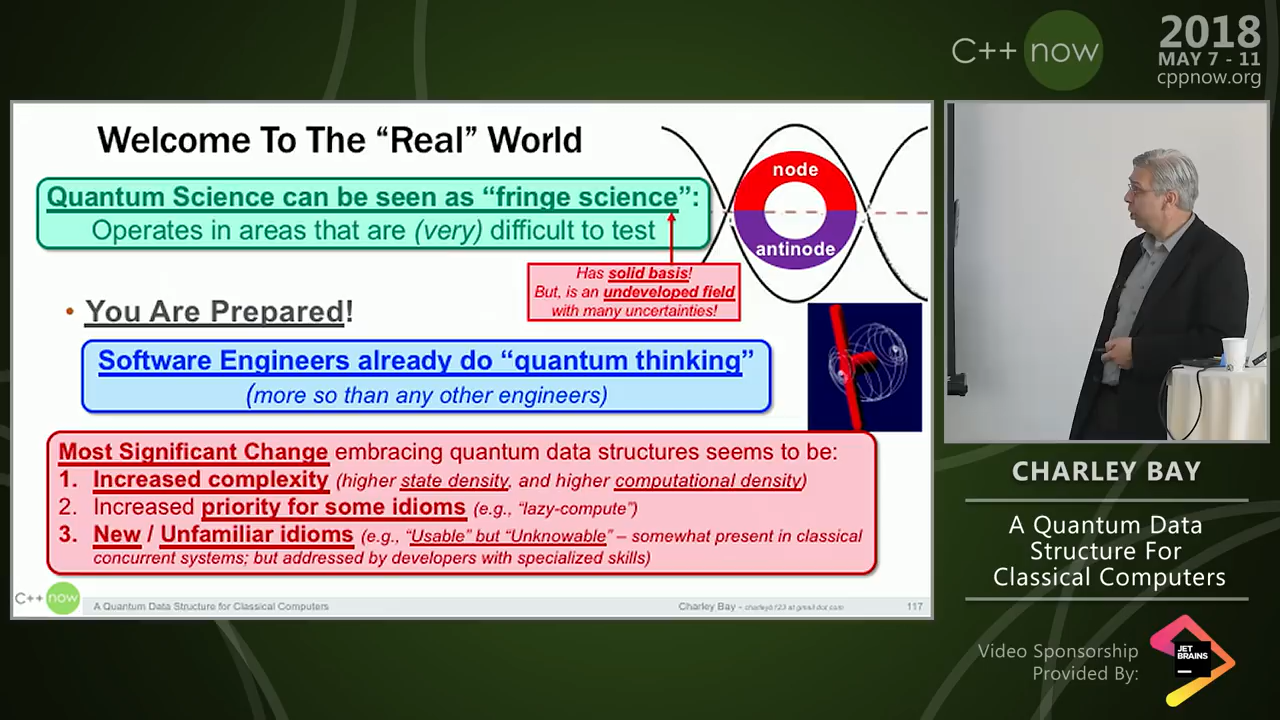 C++ now
2018
MAY 7 - 11
cppnow.org
Welcome To The “Real” World
Quantum Science can be seen as “fringe science”:
Operates in areas that are (very) difficult to test
node
antinode
Has solid basis!
But, is an undeveloped field
with many uncertainties!
• You Are Prepared!
Software Engineers already do “quantum thinking”
(more so than any other engineers)
Most Significant Change embracing quantum data structures seems to be:
1. Increased complexity (higher state density, and higher computational density)
2. Increased priority for some idioms (e.g., “lazy-compute”)
3. New / Unfamiliar idioms (e.g., “Usable” but “Unknowable” – somewhat present in classical
concurrent systems; but addressed by developers with specialized skills)
C++ now
A Quantum Data Structure for Classical Computers
Charley Bay - charleyb123 at gmail dot com
117
CHARLEY BAY
A Quantum Data
Structure For
Classical Computers
Video Sponsorship
Provided By:
JET
BRAINS